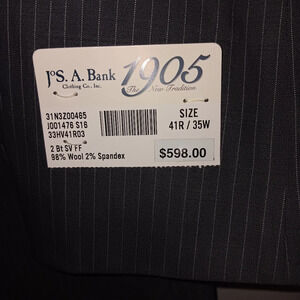 JoS. A. Bank
Clothing Co., Inc.
1905
The New Tradition
31N3Z00465
J001476 S16
33HV41R03
2 Bt SV FF
98% Wool 2% Spandex
SIZE
41R / 35W
$598.00